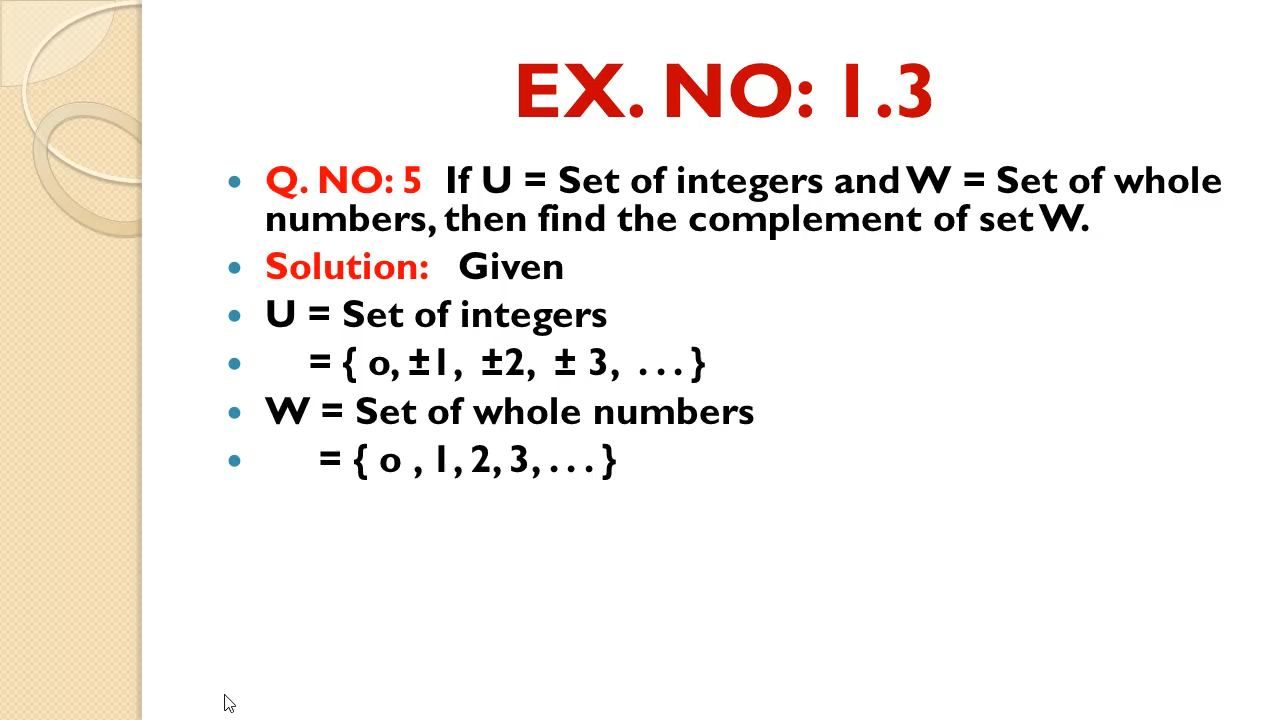 EX. NO: 1.3
Q. NO: 5 If U = Set of integers and W = Set of whole
numbers, then find the complement of set W.
Solution: Given
U = Set of integers
= { o, ±1, ±2, ± 3, . . . }
W = Set of whole numbers
= { o , 1, 2, 3, . . . }